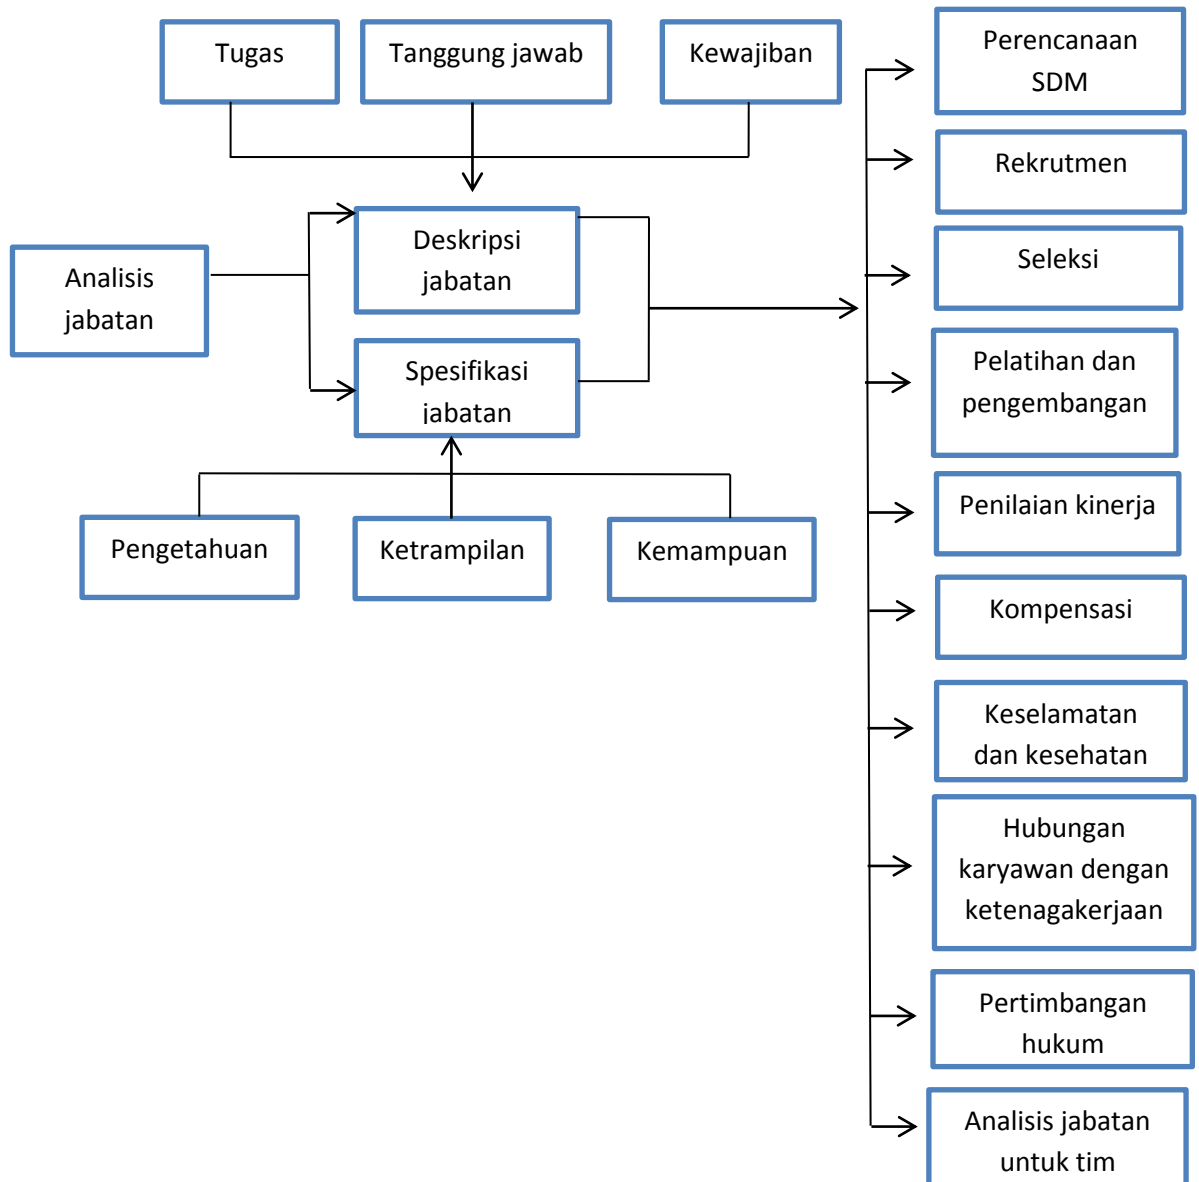 Tugas
Tanggung jawab
Kewajiban
Analisis
jabatan
Deskripsi
jabatan
Spesifikasi
jabatan
Pengetahuan
Ketrampilan
Kemampuan
Perencanaan
SDM
Rekrutmen
Seleksi
Pelatihan dan
pengembangan
Penilaian kinerja
Kompensasi
Keselamatan
dan kesehatan
Hubungan
karyawan dengan
ketenagakerjaan
Pertimbangan
hukum
Analisis jabatan
untuk tim